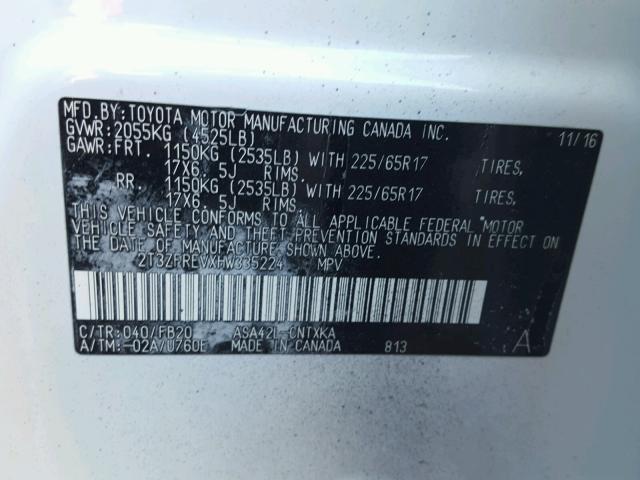 MFD. BY: TOYOTA MOTOR MANUFACTURING CANADA INC. 11/16
GVWR: 2055KG (4525LB)
GAWR: FRT. 1150KG (2535LB) WITH 225/65R17 TIRES,
17X6. 5J RIMS.
RR. 1150KG (2535LB) WITH 225/65R17 TIRES,
17X6. 5J RIMS
THIS VEHICLE CONFORMS TO ALL APPLICABLE FEDERAL MOTOR
VEHICLE SAFETY AND THEFT PREVENTION STANDARDS IN EFFECT ON
THE DATE OF MANUFACTURE SHOWN ABOVE.
2T3ZFREVXHW335224 MPV
C/TR: 040/FB20 ASA42L-CNTXKA
A/TM: -02A/U760E MADE IN CANADA 813 A